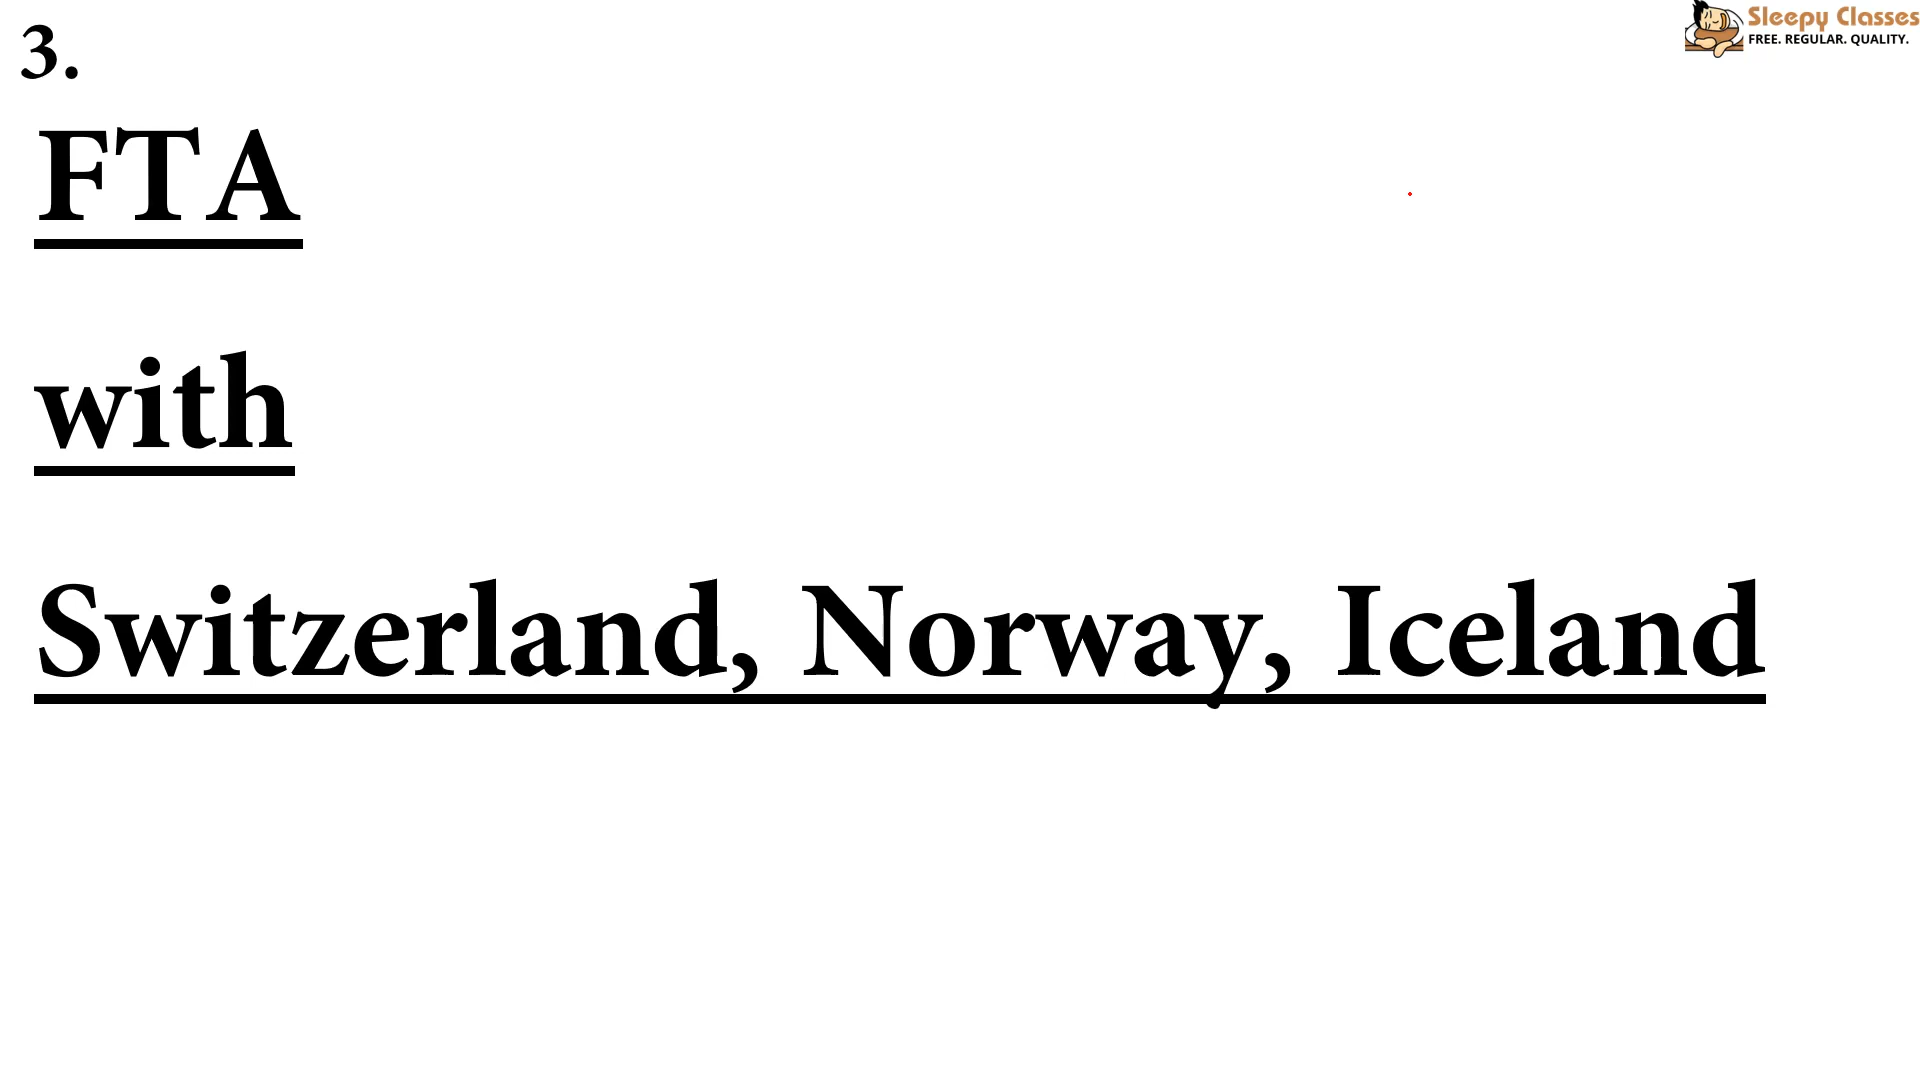 Sleepy Classes
FREE. REGULAR. QUALITY.
3.
FTA
with
Switzerland, Norway, Iceland